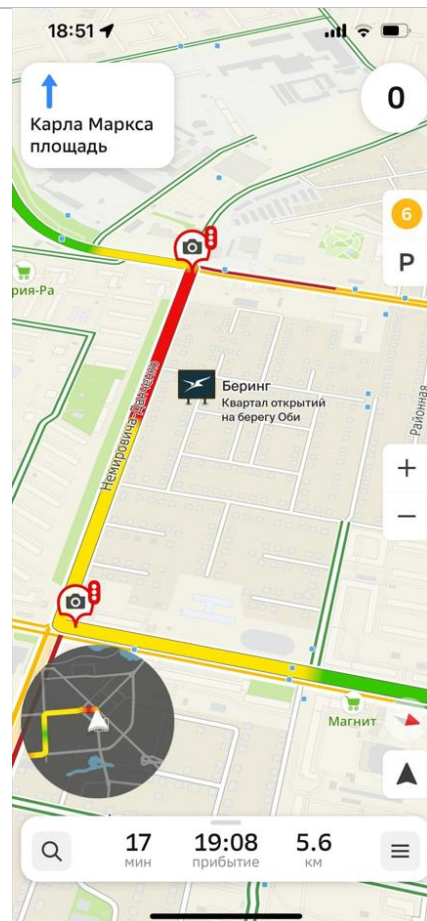 18:51
Карла Маркса
площадь
0
6
P
рия-Ра
Беринг
Квартал открытий
на берегу Оби
Немировича-Данченко
Районная
+
−
Магнит
17
мин
19:08
прибытие
5.6
км